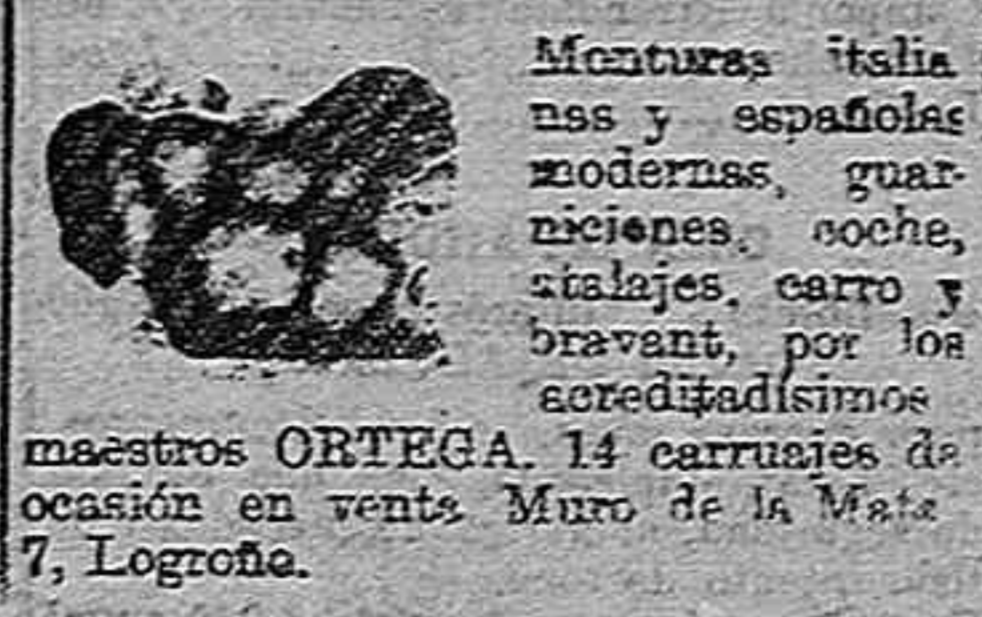 Monturas italia
nas y españolas
modernas, guar-
niciones, coche,
atalajes, carro y
bravant, por los
acreditadísimos
maestros ORTEGA. 14 carruajes de
ocasión en venta Muro de la Mata
7, Logroñe.